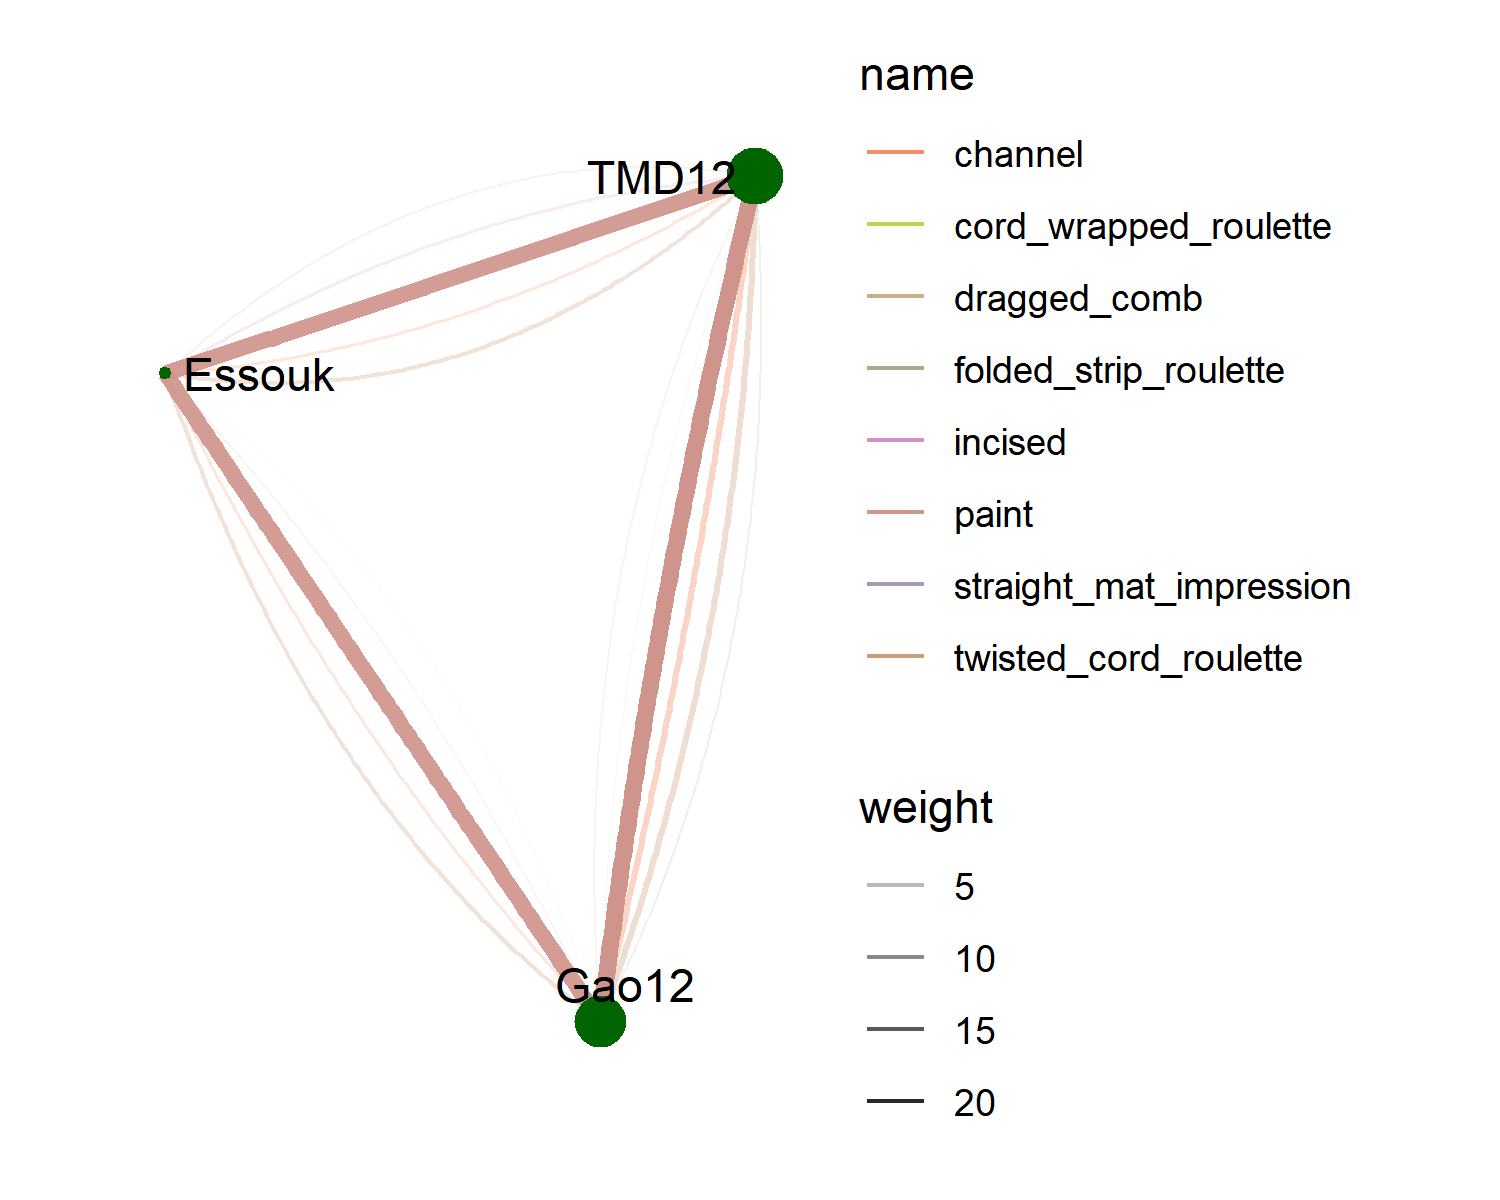 TMD12
Essouk
Gao12
name
channel
cord_wrapped_roulette
dragged_comb
folded_strip_roulette
incised
paint
straight_mat_impression
twisted_cord_roulette
weight
5
10
15
20